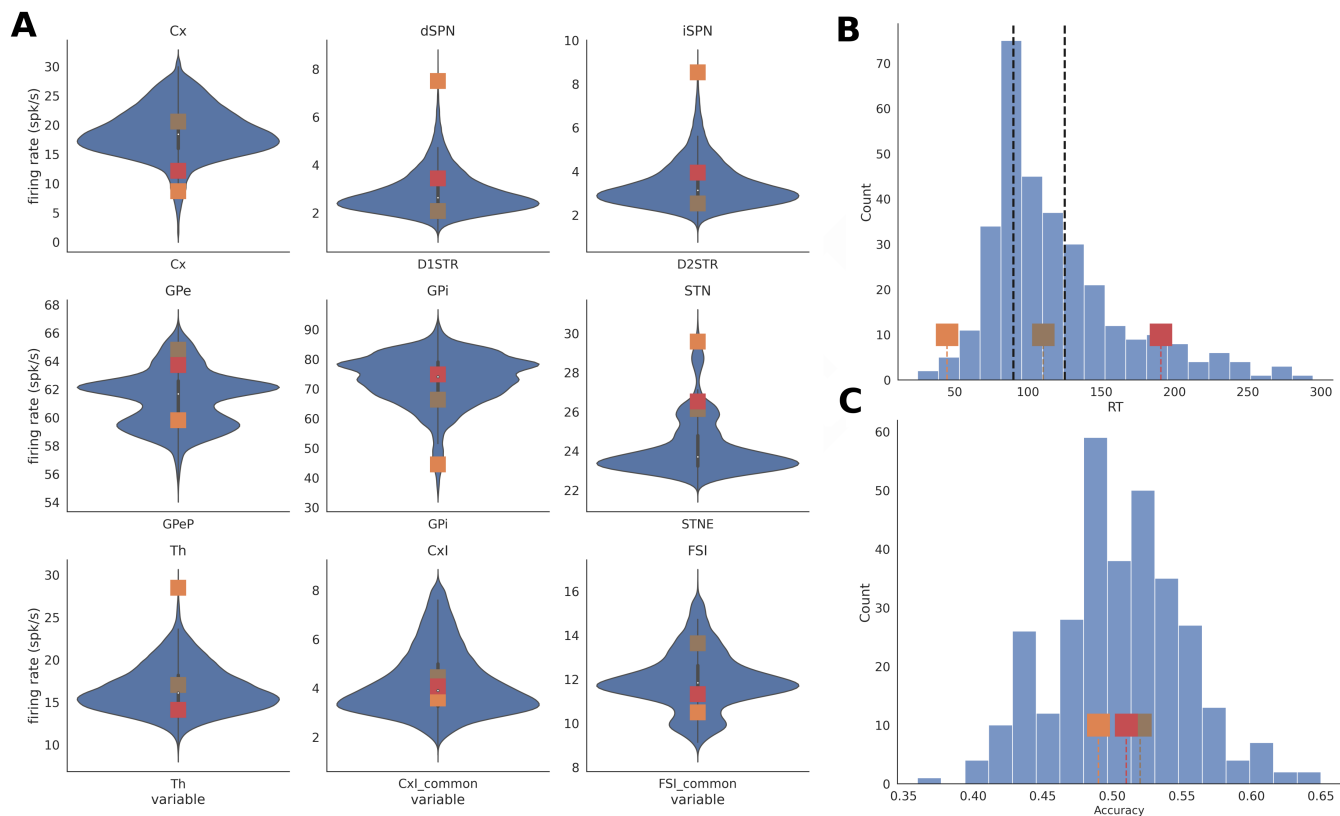 A
Cx
dSPN
iSPN
firing rate (spk/s)
30
25
20
15
10
5
0
8
6
4
2
10
8
6
4
2
Cx
D1STR
D2STR
GPe
GPi
STN
firing rate (spk/s)
68
66
64
62
60
58
56
54
90
80
70
60
50
40
30
30
28
26
24
22
GPeP
GPi
STNE
Th
CxI
FSI
firing rate (spk/s)
30
25
20
15
10
8
6
4
2
16
14
12
10
8
Th
variable
CxI_common
variable
FSI_common
variable
B
Count
70
60
50
40
30
20
10
0
50
100
150
200
250
300
RT
C
Count
60
50
40
30
20
10
0
0.35
0.40
0.45
0.50
0.55
0.60
0.65
Accuracy